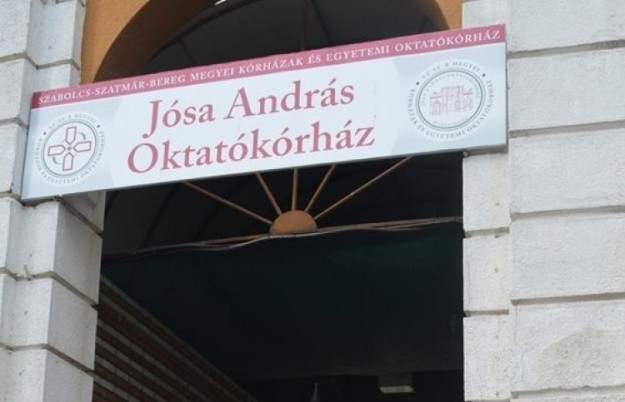 SZABOLCS-SZATMÁR-BEREG MEGYEI KÓRHÁZAK ÉS EGYETEMI OKTATÓKÓRHÁZ
Jósa András
Oktatókórház